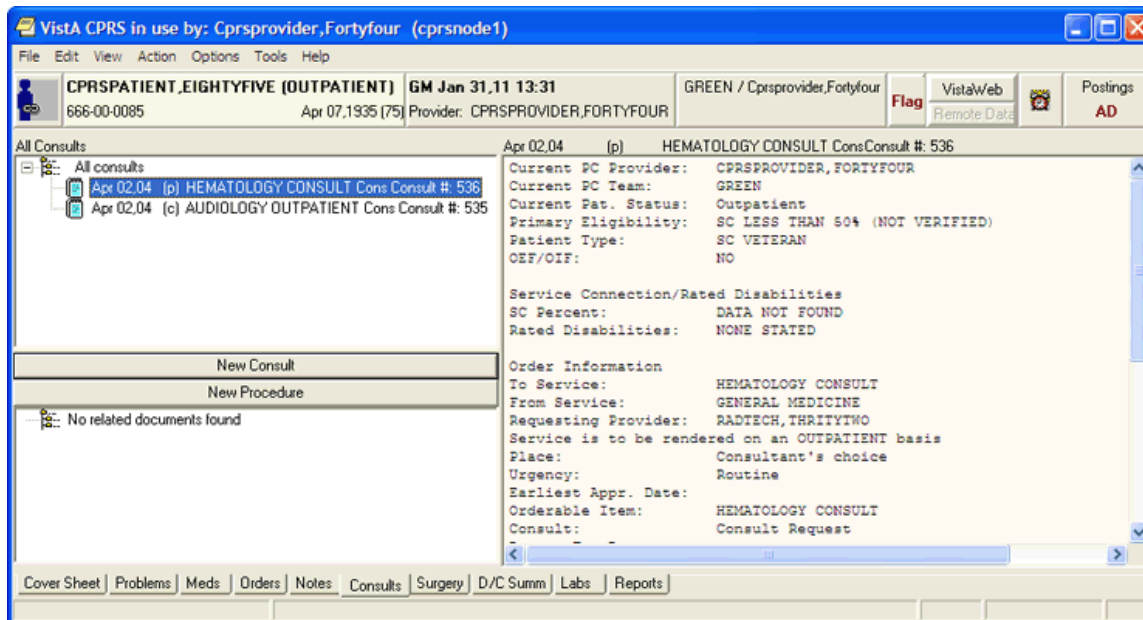 VistA CPRS in use by: Cprsprovider,Fortyfour (cprsnode1)
File Edit View Action Options Tools Help
CPRSPATIENT,EIGHTYFIVE (OUTPATIENT) GM Jan 31,11 13:31 GREEN / Cprsprovider,Fortyfour Flag VistaWeb Postings
666-00-0085 Apr 07,1935 (75) Provider: CPRSPROVIDER,FORTYFOUR Remote Data AD
All Consults
All consults
Apr 02,04 (p) HEMATOLOGY CONSULT Cons Consult #: 536
Apr 02,04 (c) AUDIOLOGY OUTPATIENT Cons Consult #: 535
New Consult
New Procedure
No related documents found
Apr 02,04 (p) HEMATOLOGY CONSULT ConsConsult #: 536
Current PC Provider: CPRSPROVIDER,FORTYFOUR
Current PC Team: GREEN
Current Pat. Status: Outpatient
Primary Eligibility: SC LESS THAN 50% (NOT VERIFIED)
Patient Type: SC VETERAN
OEF/OIF: NO
Service Connection/Rated Disabilities
SC Percent: DATA NOT FOUND
Rated Disabilities: NONE STATED
Order Information
To Service: HEMATOLOGY CONSULT
From Service: GENERAL MEDICINE
Requesting Provider: RADTECH,THRITYTWO
Service is to be rendered on an OUTPATIENT basis
Place: Consultant's choice
Urgency: Routine
Earliest Appr. Date:
Orderable Item: HEMATOLOGY CONSULT
Consult: Consult Request
Cover Sheet Problems Meds Orders Notes Consults Surgery D/C Summ Labs Reports